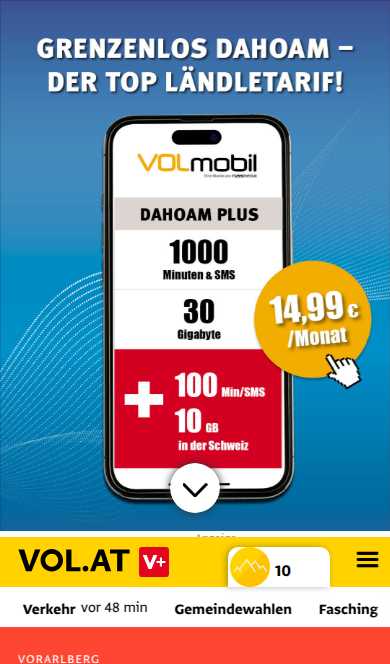 GRENZENLOS DAHOAM –
DER TOP LÄNDLETARIF!
VOLmobil
DAHOAM PLUS
1000
Minuten & SMS
30
Gigabyte
14,99 €
/Monat
100 Min/SMS
10 GB
in der Schweiz
Anzeige
VOL.AT V+
10
Verkehr vor 48 min Gemeindewahlen Fasching
VORARLBERG